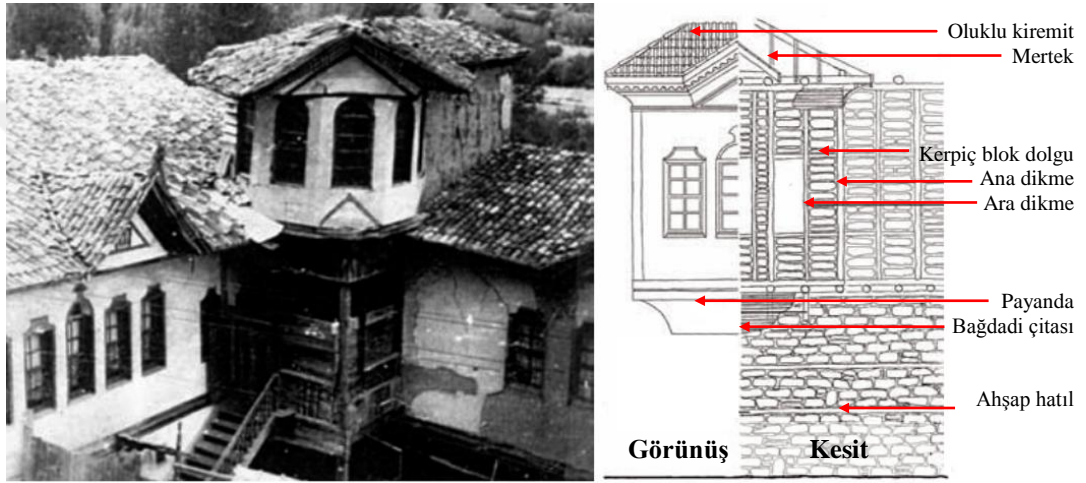 Oluklu kiremit
Mertek
Kerpiç blok dolgu
Ana dikme
Ara dikme
Payanda
Bağdadi çitası
Ahşap hatıl
Görünüş
Kesit